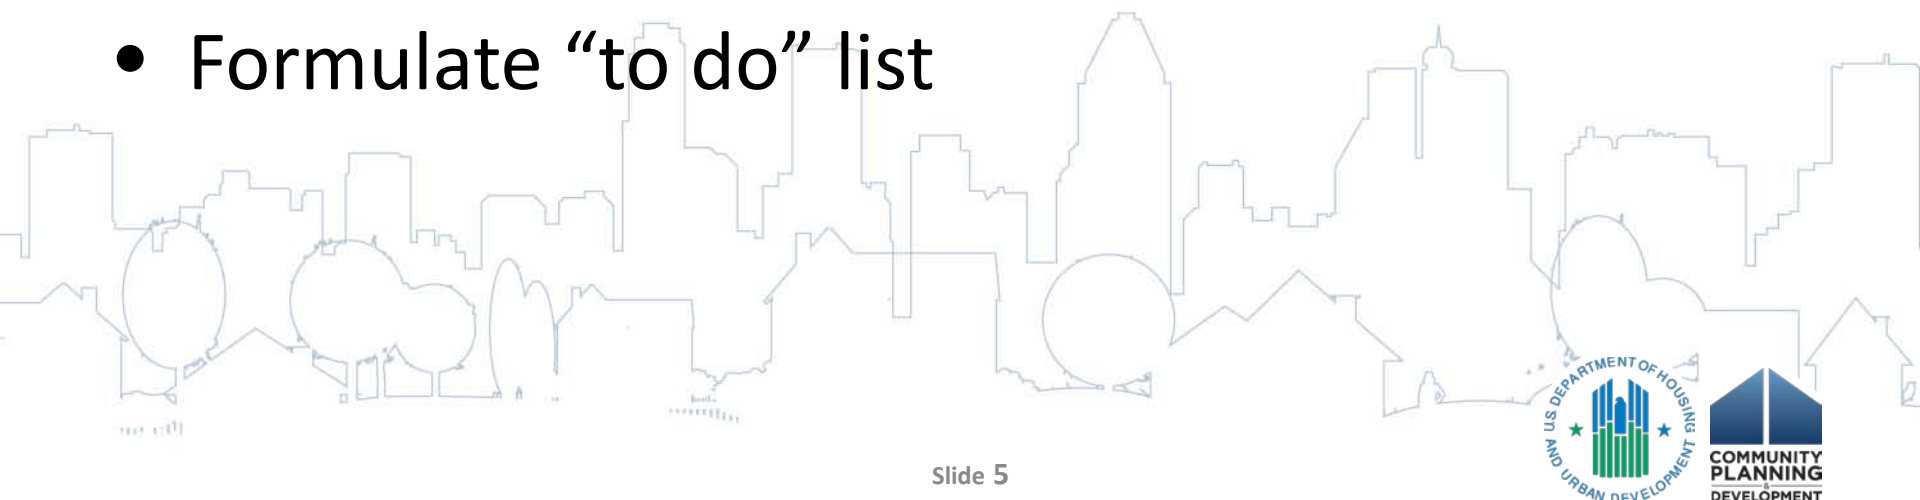 • Formulate “to do” list
U.S. DEPARTMENT OF HOUSING
AND URBAN DEVELOPMENT
COMMUNITY
PLANNING
&
DEVELOPMENT
Slide 5